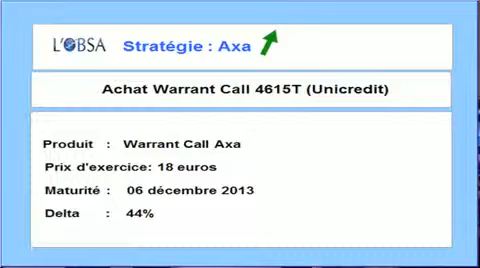 L'OBSA Stratégie : Axa
Achat Warrant Call 4615T (Unicredit)
Produit : Warrant Call Axa
Prix d'exercice: 18 euros
Maturité : 06 décembre 2013
Delta : 44%